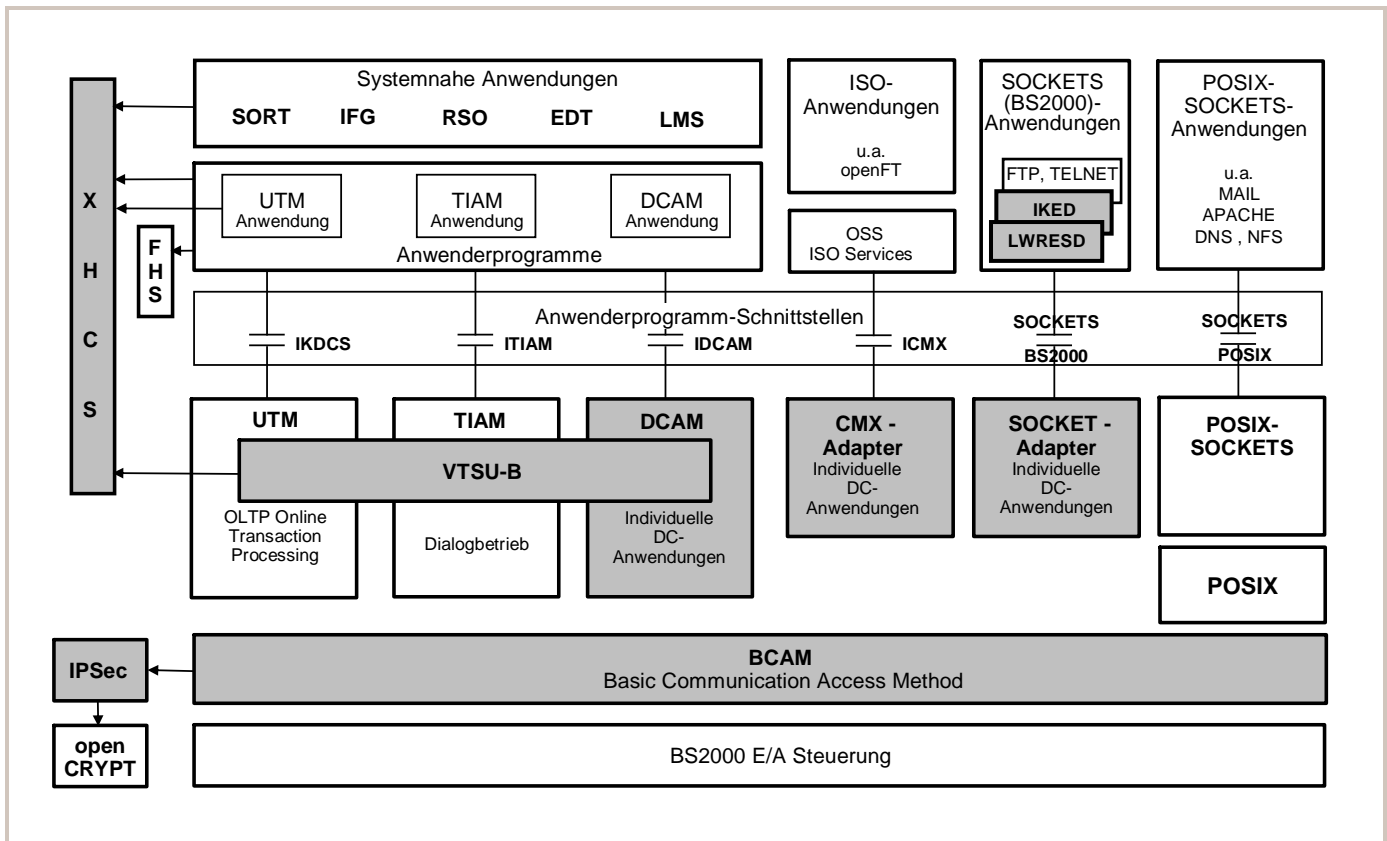 Systemnahe Anwendungen
SORT IFG RSO EDT LMS
ISO-
Anwendungen
u.a.
openFT
SOCKETS
(BS2000)-
Anwendungen
FTP, TELNET
IKED
LWRESD
POSIX-
SOCKETS-
Anwendungen
u.a.
MAIL
APACHE
DNS , NFS
X
H
C
S
F
H
S
UTM
Anwendung
TIAM
Anwendung
DCAM
Anwendung
Anwenderprogramme
OSS
ISO Services
Anwenderprogramm-Schnittstellen
IKDCS
ITIAM
IDCAM
ICMX
SOCKETS
BS2000
SOCKETS
POSIX
UTM
TIAM
DCAM
VTSU-B
OLTP Online
Transaction
Processing
Dialogbetrieb
Individuelle
DC-
Anwendungen
CMX -
Adapter
Individuelle
DC-
Anwendungen
SOCKET -
Adapter
Individuelle
DC-
Anwendungen
POSIX-
SOCKETS
POSIX
IPSec
BCAM
Basic Communication Access Method
open
CRYPT
BS2000 E/A Steuerung